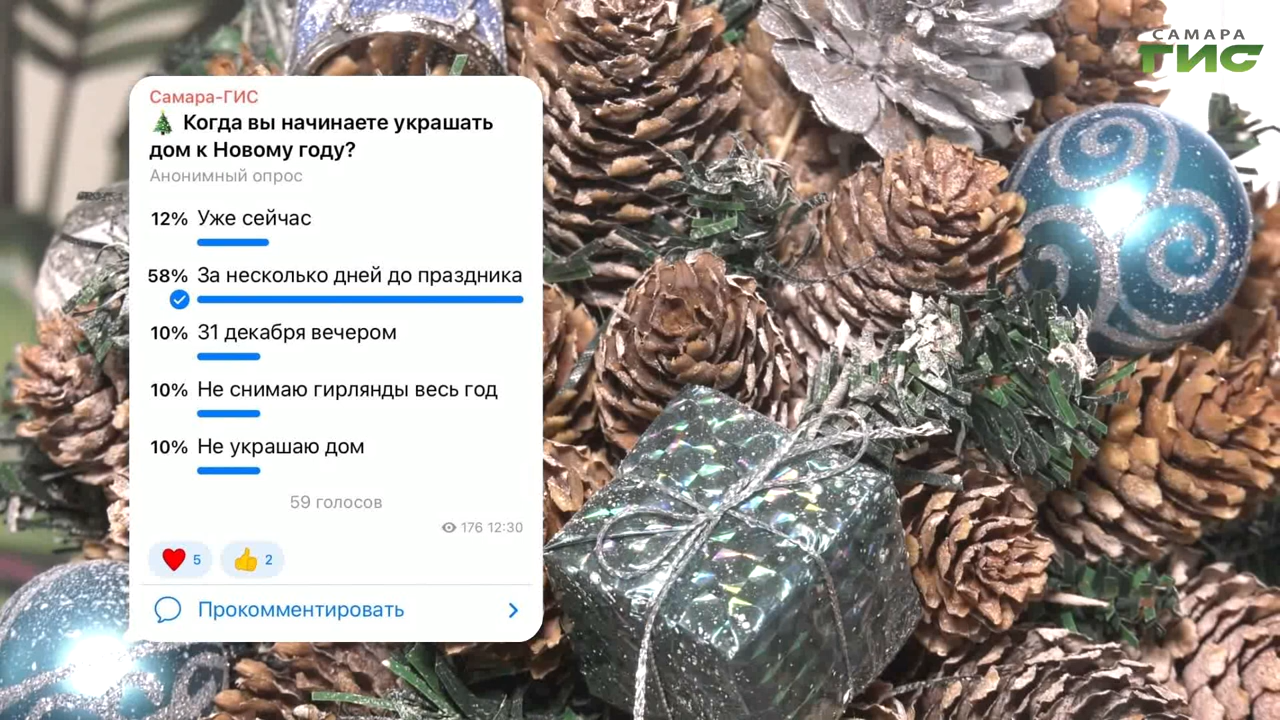 САМАРА
ГИС
Самара-ГИС
🎄 Когда вы начинаете украшать
дом к Новому году?
Анонимный опрос
12% Уже сейчас
58% За несколько дней до праздника
10% 31 декабря вечером
10% Не снимаю гирлянды весь год
10% Не украшаю дом
59 голосов
176 12:30
❤️ 5 👍 2
Прокомментировать